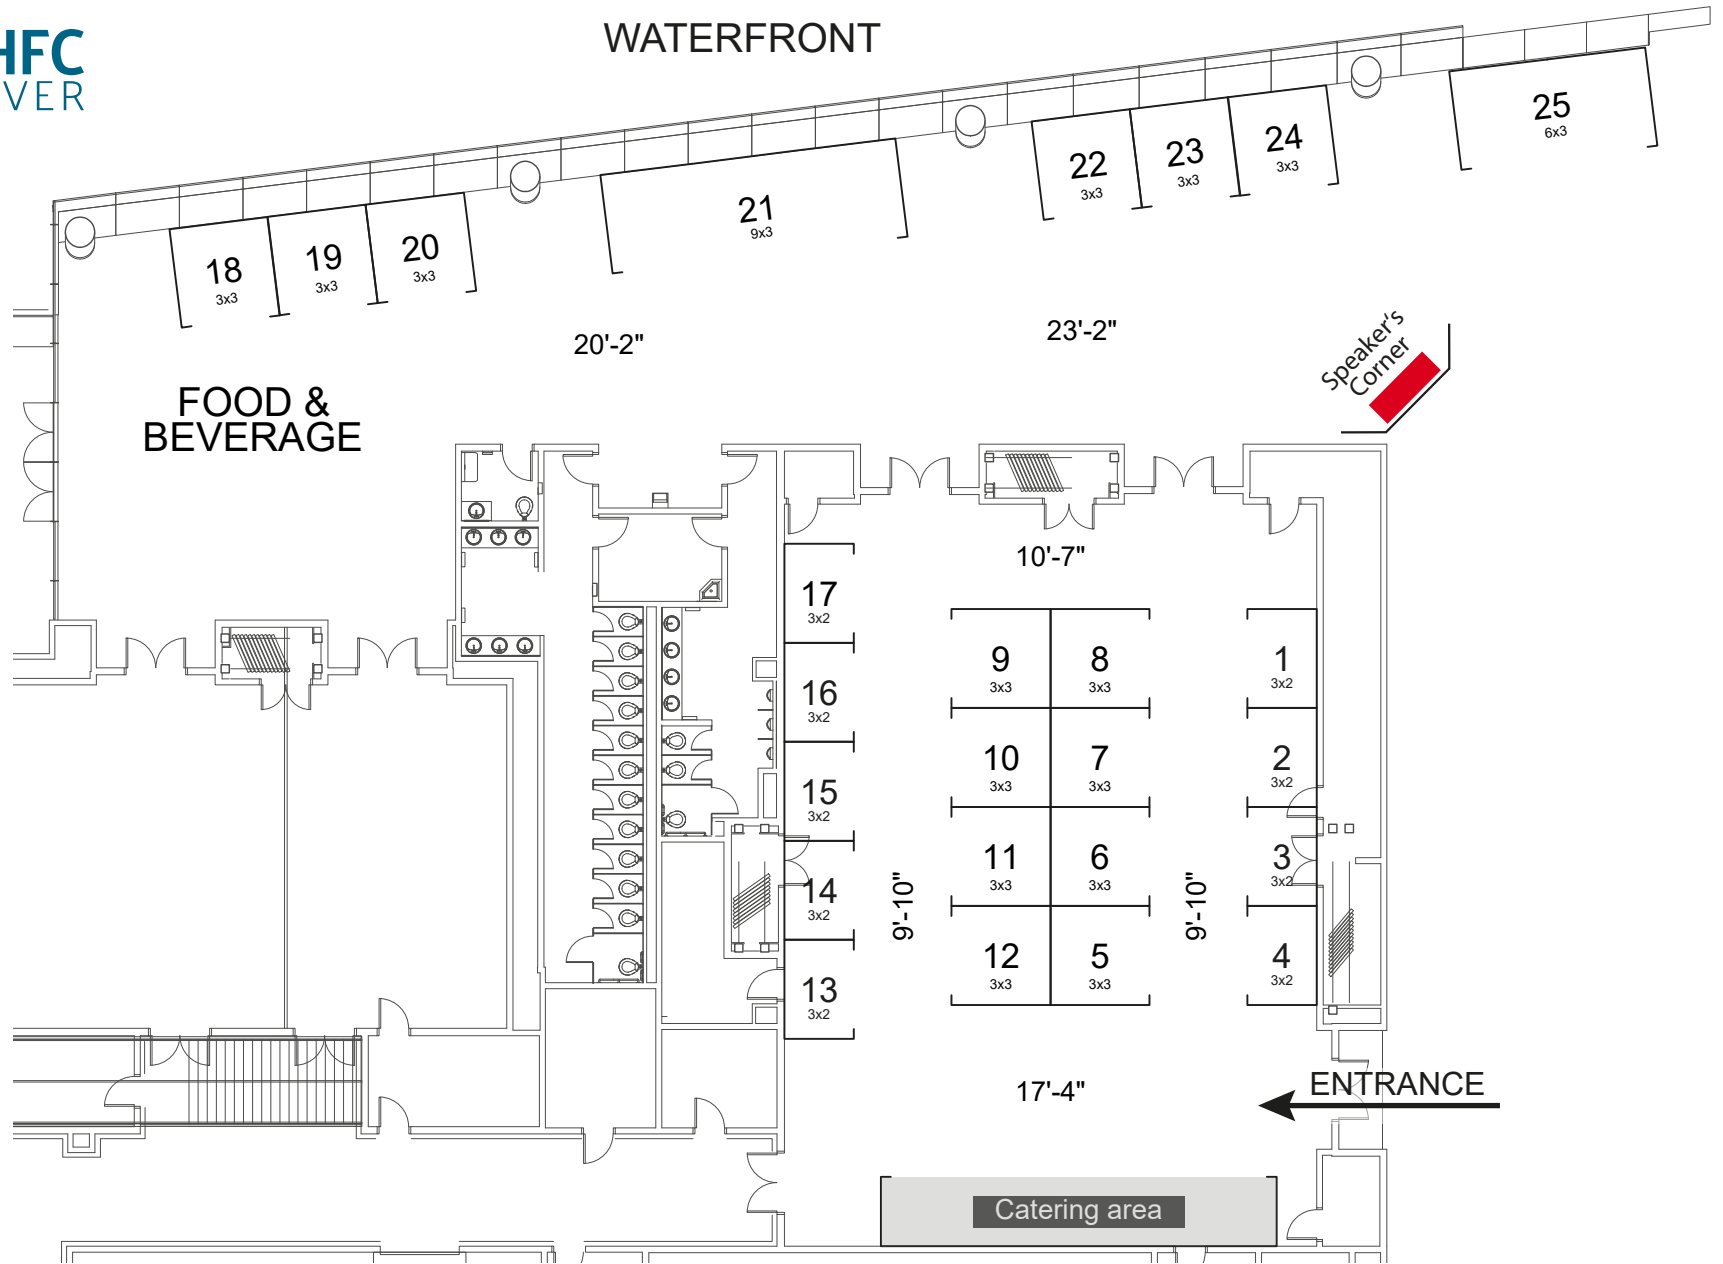 WATERFRONT
HFC
VER
25
6x3
24
3x3
23
3x3
22
3x3
21
9x3
20
3x3
19
3x3
18
3x3
20'-2"
23'-2"
Speaker's
Corner
FOOD &
BEVERAGE
10'-7"
17
3x2
16
3x2
15
3x2
14
3x2
13
3x2
9
3x3
8
3x3
10
3x3
7
3x3
11
3x3
6
3x3
12
3x3
5
3x3
1
3x2
2
3x2
3
3x2
4
3x2
9'-10"
9'-10"
17'-4"
ENTRANCE
Catering area